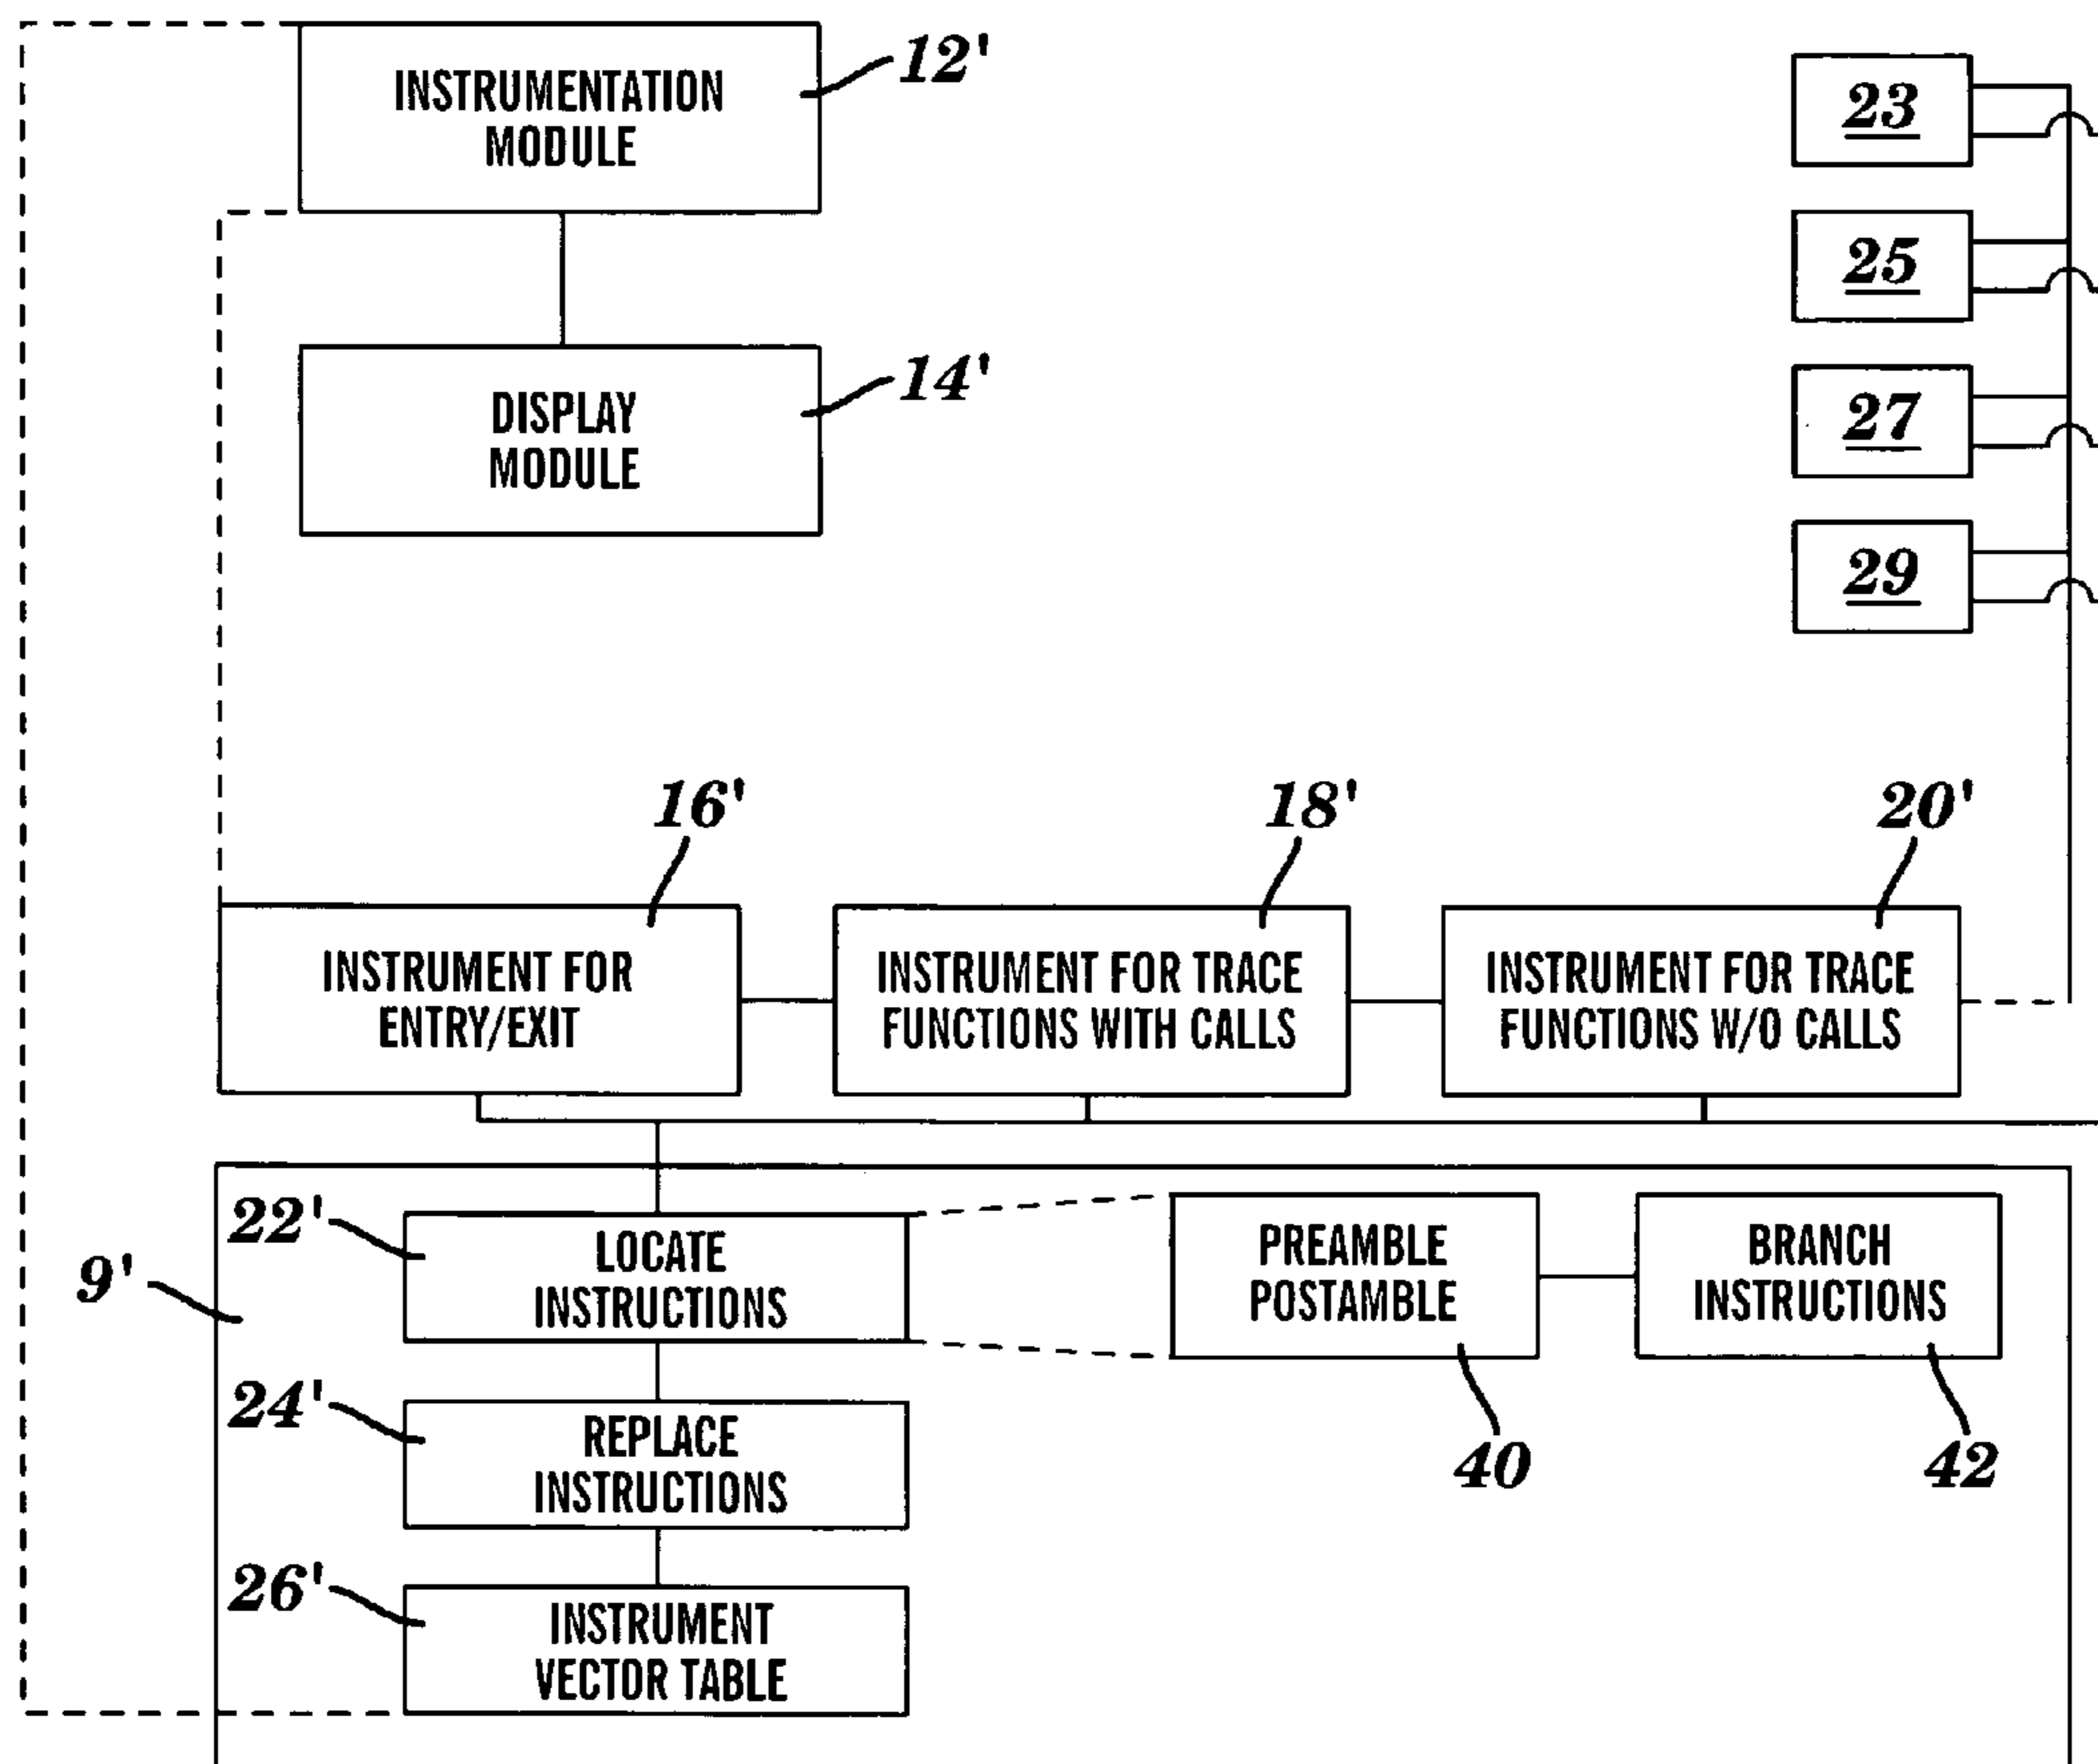 INSTRUMENTATION
MODULE
12'
23
25
DISPLAY
MODULE
14'
27
29
16'
18'
20'
INSTRUMENT FOR
ENTRY/EXIT
INSTRUMENT FOR TRACE
FUNCTIONS WITH CALLS
INSTRUMENT FOR TRACE
FUNCTIONS W/O CALLS
22'
9'
LOCATE
INSTRUCTIONS
PREAMBLE
POSTAMBLE
BRANCH
INSTRUCTIONS
24'
REPLACE
INSTRUCTIONS
40
42
26'
INSTRUMENT
VECTOR TABLE